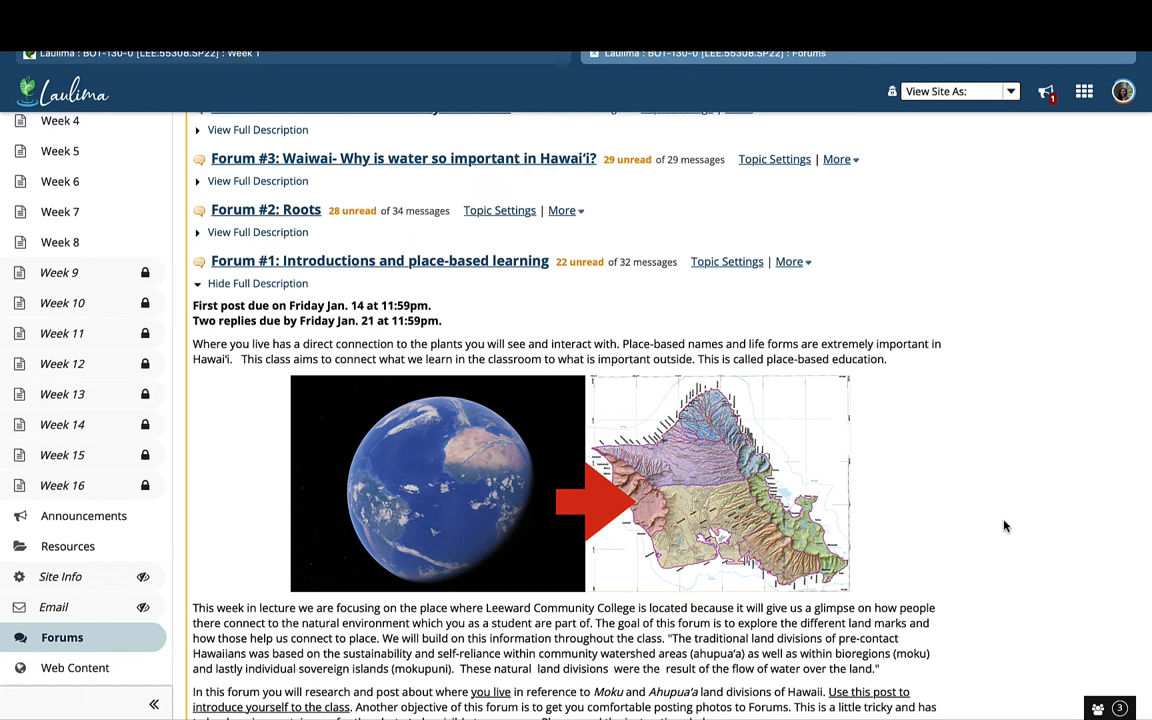 Laulima : BOT-130-0 [LEE.55308.SP22] : Week 1
Laulima : BOT-130-0 [LEE.55308.SP22] : Forums
Laulima
View Site As:
1
Week 4
Week 5
Week 6
Week 7
Week 8
Week 9
Week 10
Week 11
Week 12
Week 13
Week 14
Week 15
Week 16
Announcements
Resources
Site Info
Email
Forums
Web Content
View Full Description
Forum #3: Waiwai- Why is water so important in Hawaiʻi? 29 unread of 29 messages Topic Settings | More
View Full Description
Forum #2: Roots 28 unread of 34 messages Topic Settings | More
View Full Description
Forum #1: Introductions and place-based learning 22 unread of 32 messages Topic Settings | More
Hide Full Description
First post due on Friday Jan. 14 at 11:59pm.
Two replies due by Friday Jan. 21 at 11:59pm.
Where you live has a direct connection to the plants you will see and interact with. Place-based names and life forms are extremely important in
Hawaiʻi. This class aims to connect what we learn in the classroom to what is important outside. This is called place-based education.
This week in lecture we are focusing on the place where Leeward Community College is located because it will give us a glimpse on how people
there connect to the natural environment which you as a student are part of. The goal of this forum is to explore the different land marks and
how those help us connect to place. We will build on this information throughout the class. "The traditional land divisions of pre-contact
Hawaiians was based on the sustainability and self-reliance within community watershed areas (ahupuaʻa) as well as within bioregions (moku)
and lastly individual sovereign islands (mokupuni). These natural land divisions were the result of the flow of water over the land."
In this forum you will research and post about where you live in reference to Moku and Ahupuaʻa land divisions of Hawaii. Use this post to
introduce yourself to the class. Another objective of this forum is to get you comfortable posting photos to Forums. This is a little tricky and has
3